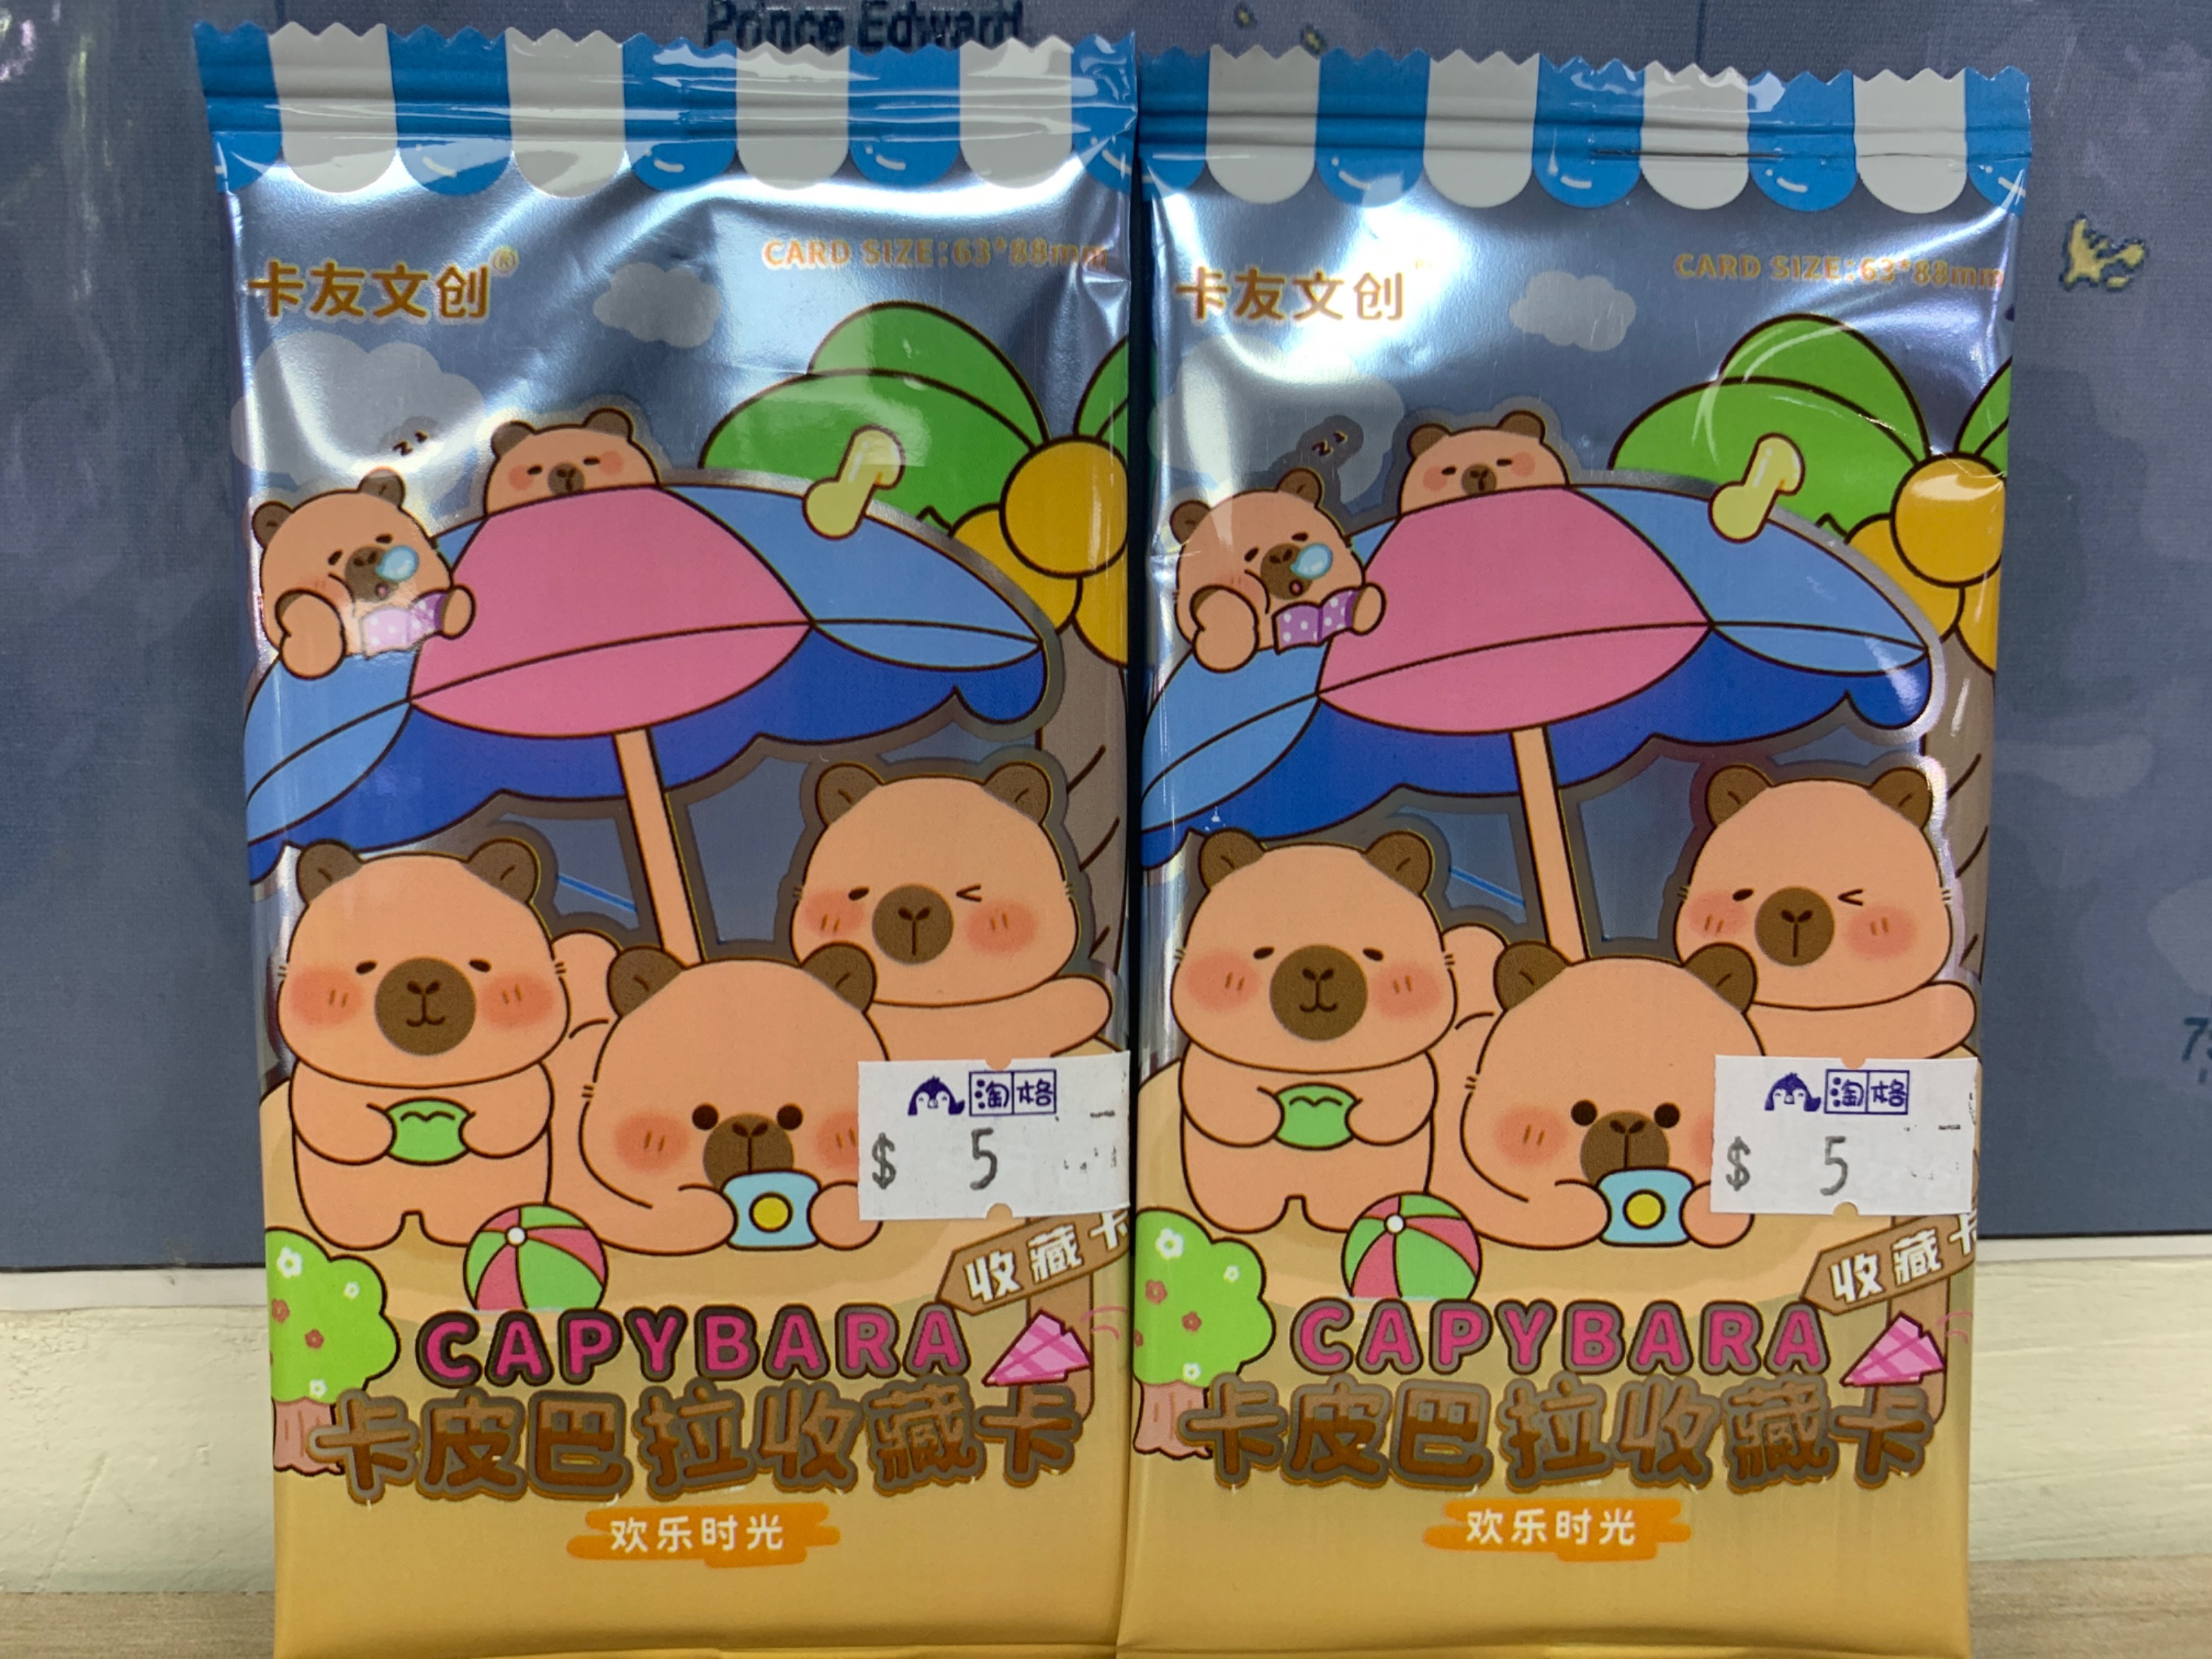 Prince Edward
卡友文创®
CARD SIZE:63*88mm
卡友文创
CARD SIZE:63*88mm
淘格
$ 5
淘格
$ 5
收藏卡
收藏卡
CAPYBARA
卡皮巴拉收藏卡
欢乐时光
CAPYBARA
卡皮巴拉收藏卡
欢乐时光